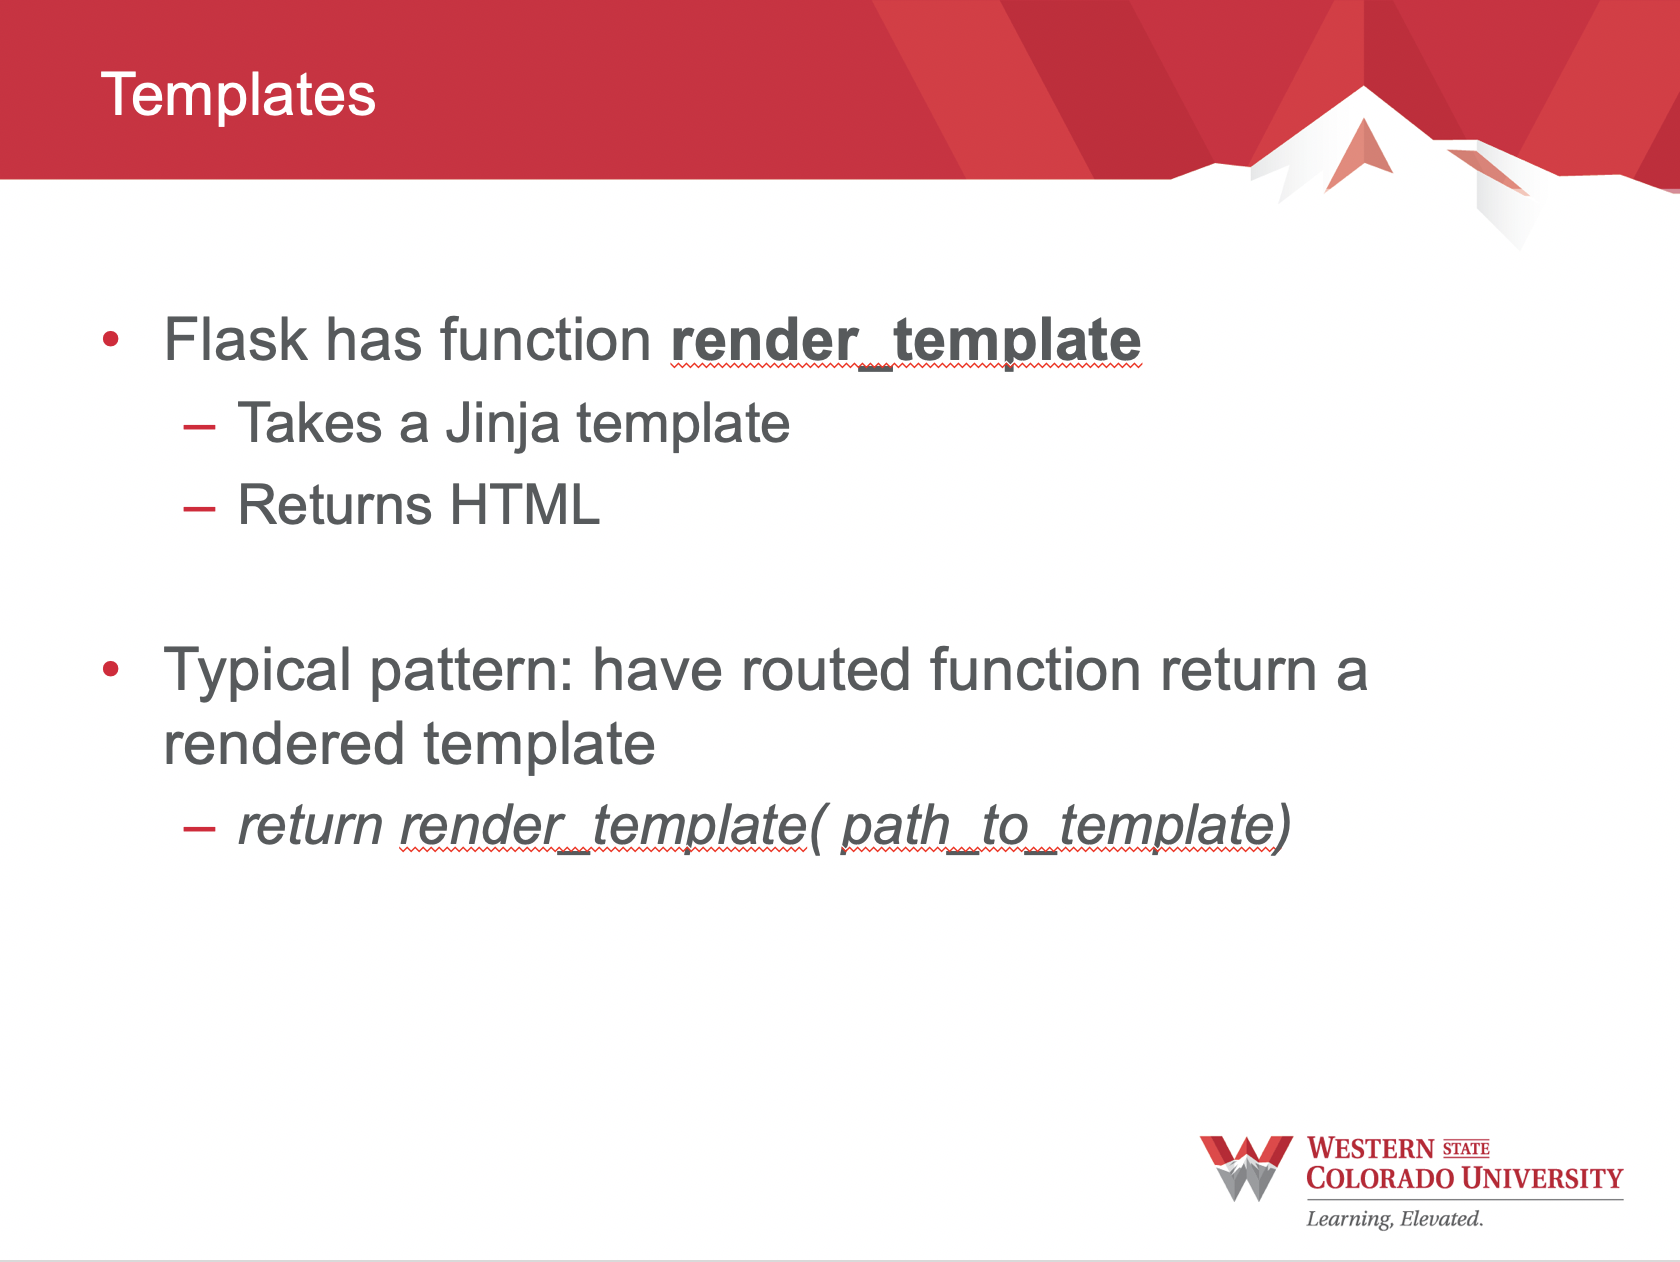 Templates
• Flask has function render_template
– Takes a Jinja template
– Returns HTML
• Typical pattern: have routed function return a
rendered template
– return render_template( path_to_template)
WESTERN STATE
COLORADO UNIVERSITY
Learning, Elevated.